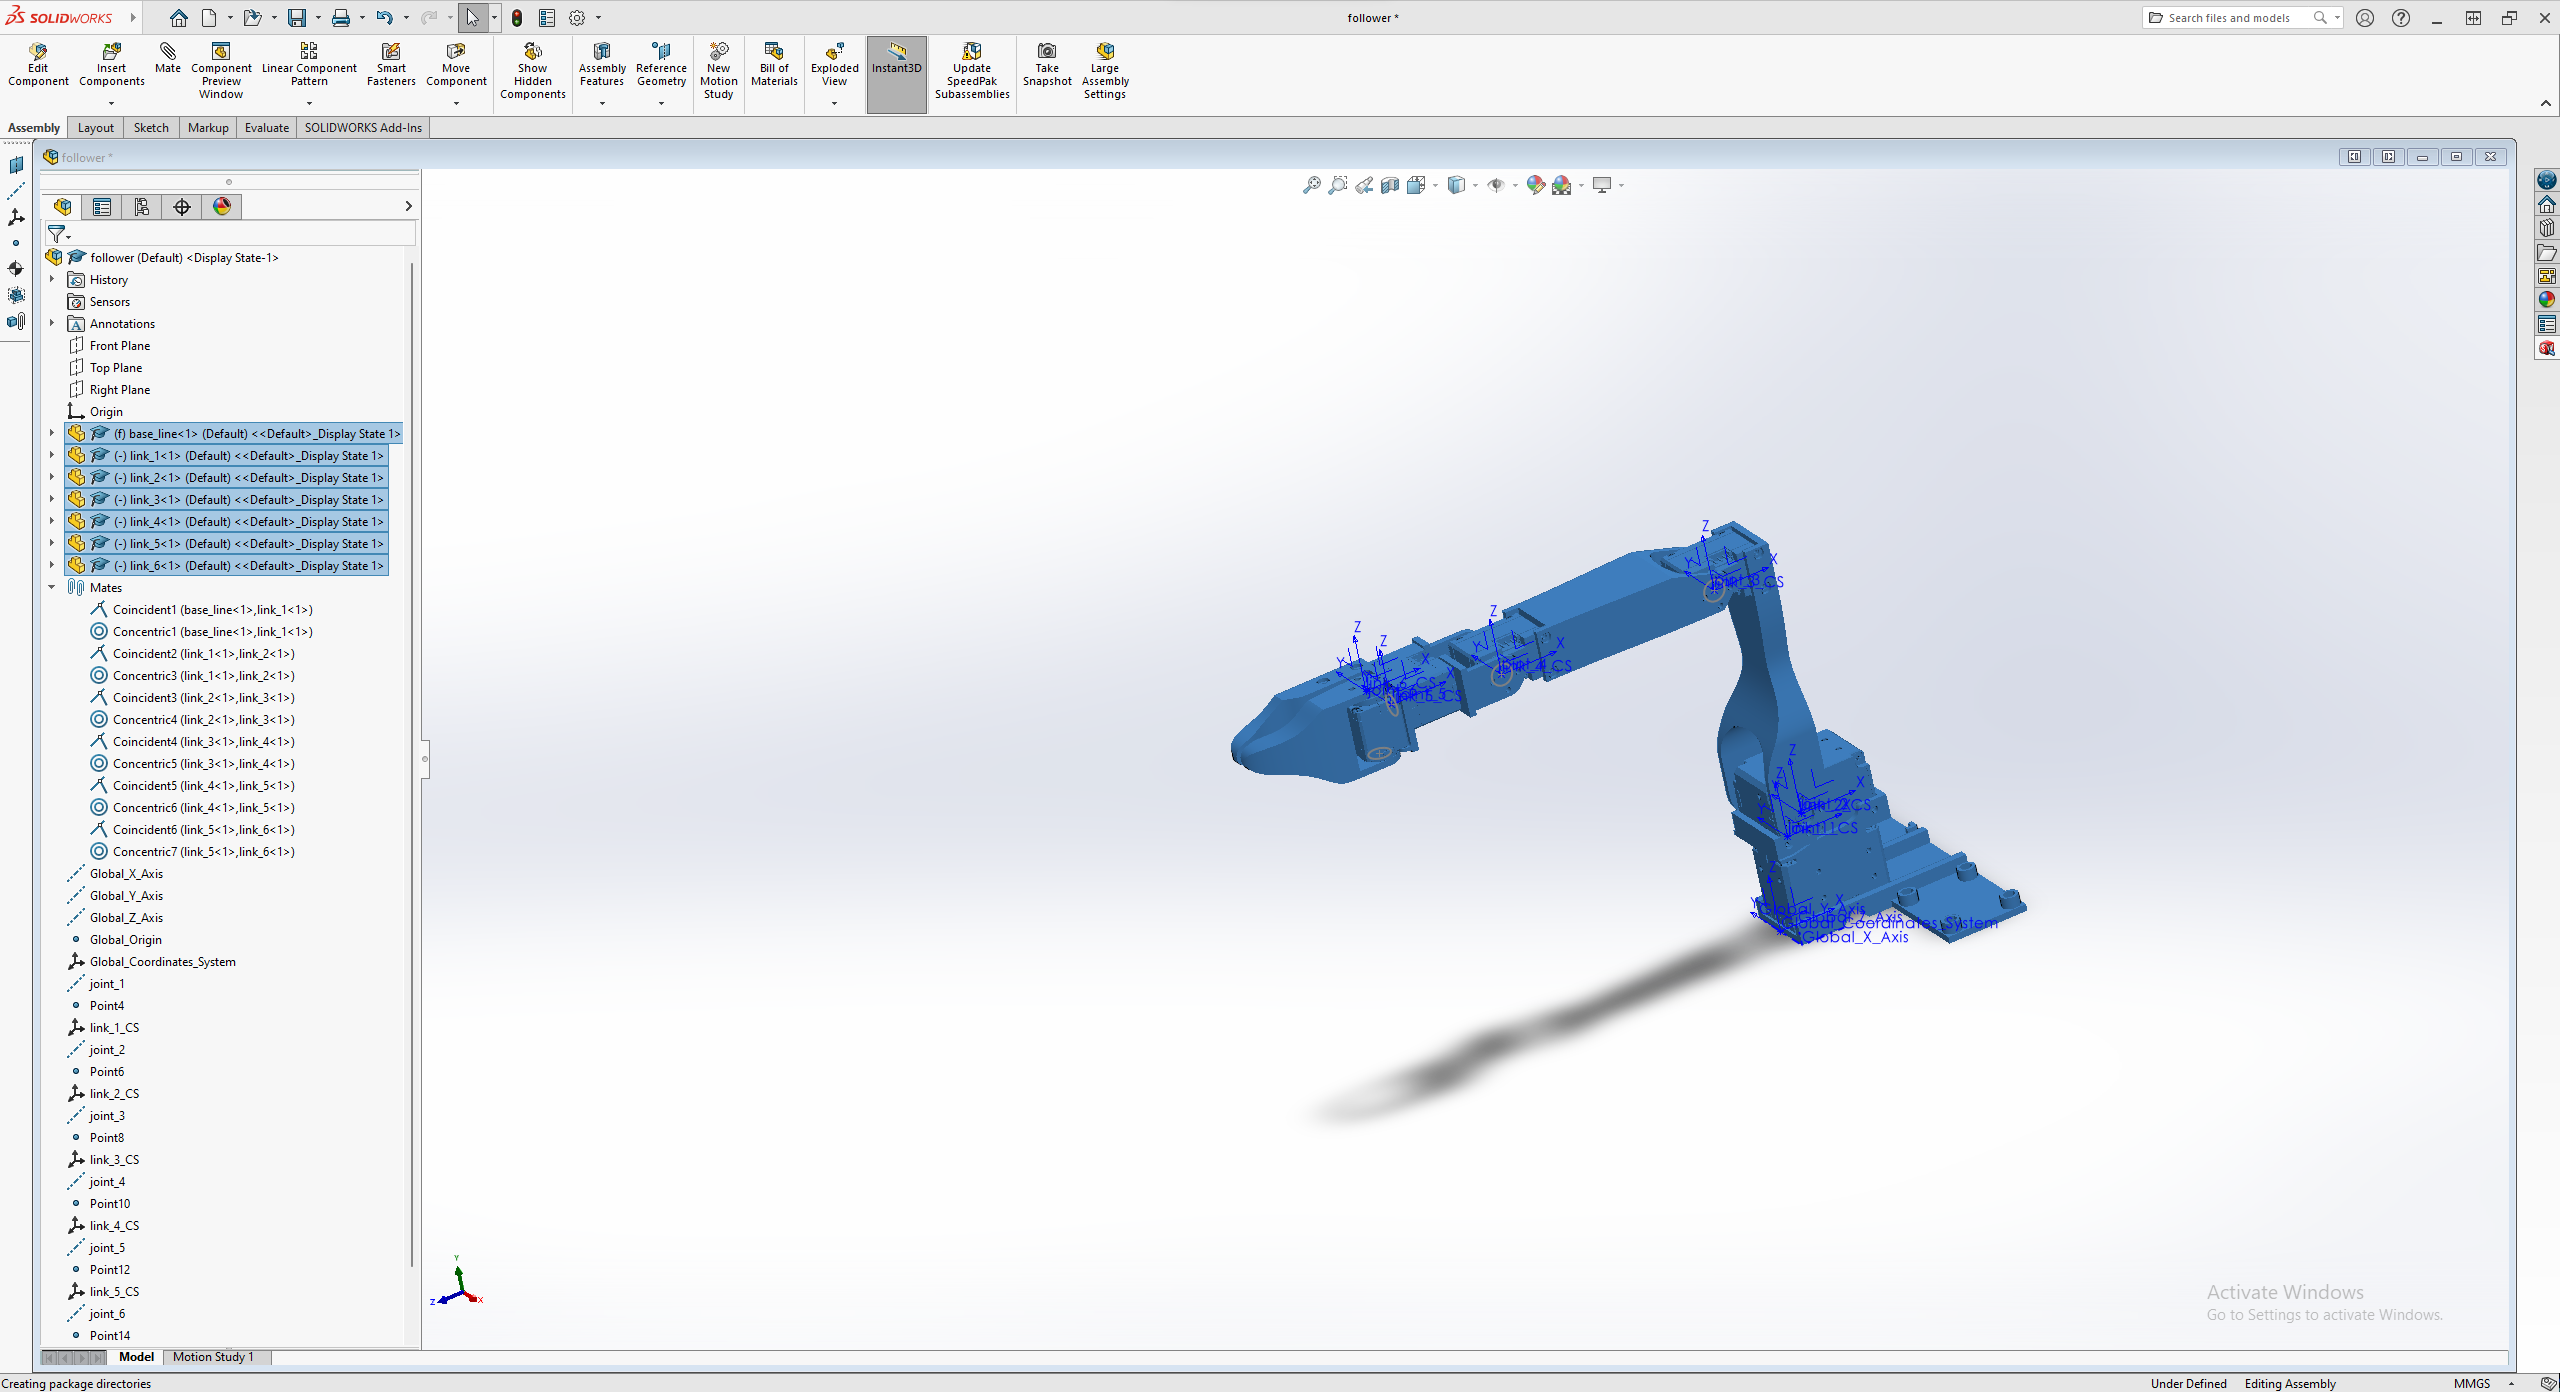 SOLIDWORKS
follower *
Search files and models
Edit Component
Insert Components
Mate
Component Preview Window
Linear Component Pattern
Smart Fasteners
Move Component
Show Hidden Components
Assembly Features
Reference Geometry
New Motion Study
Bill of Materials
Exploded View
Instant3D
Update SpeedPak Subassemblies
Take Snapshot
Large Assembly Settings
Assembly
Layout
Sketch
Markup
Evaluate
SOLIDWORKS Add-Ins
follower *
follower (Default) <Display State-1>
History
Sensors
Annotations
Front Plane
Top Plane
Right Plane
Origin
(f) base_line<1> (Default) <<Default>_Display State 1>
(-) link_1<1> (Default) <<Default>_Display State 1>
(-) link_2<1> (Default) <<Default>_Display State 1>
(-) link_3<1> (Default) <<Default>_Display State 1>
(-) link_4<1> (Default) <<Default>_Display State 1>
(-) link_5<1> (Default) <<Default>_Display State 1>
(-) link_6<1> (Default) <<Default>_Display State 1>
Mates
Coincident1 (base_line<1>,link_1<1>)
Concentric1 (base_line<1>,link_1<1>)
Coincident2 (link_1<1>,link_2<1>)
Concentric3 (link_1<1>,link_2<1>)
Coincident3 (link_2<1>,link_3<1>)
Concentric4 (link_2<1>,link_3<1>)
Coincident4 (link_3<1>,link_4<1>)
Concentric5 (link_3<1>,link_4<1>)
Coincident5 (link_4<1>,link_5<1>)
Concentric6 (link_4<1>,link_5<1>)
Coincident6 (link_5<1>,link_6<1>)
Concentric7 (link_5<1>,link_6<1>)
Global_X_Axis
Global_Y_Axis
Global_Z_Axis
Global_Origin
Global_Coordinates_System
joint_1
Point4
link_1_CS
joint_2
Point6
link_2_CS
joint_3
Point8
link_3_CS
joint_4
Point10
link_4_CS
joint_5
Point12
link_5_CS
joint_6
Point14
Global_Y_Axis
Global_Z_Axis
Global_Coordinates_System
Global_X_Axis
Activate Windows
Go to Settings to activate Windows.
Model
Motion Study 1
Creating package directories
Under Defined
Editing Assembly
MMGS